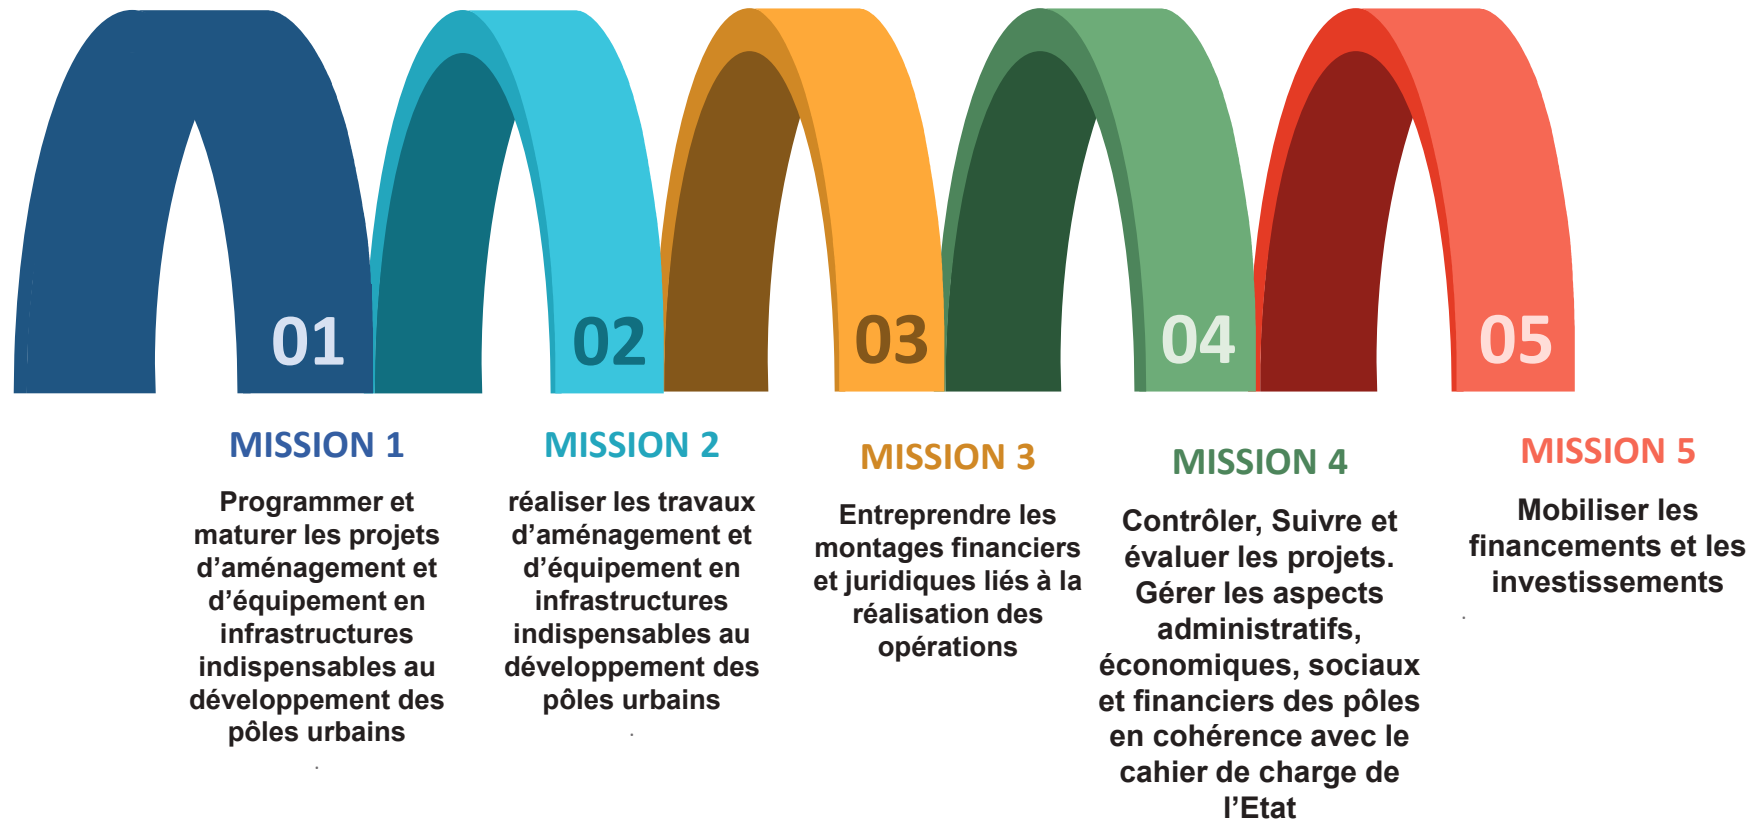 01
02
03
04
05
MISSION 1
Programmer et
maturer les projets
d’aménagement et
d’équipement en
infrastructures
indispensables au
développement des
pôles urbains
.
MISSION 2
réaliser les travaux
d’aménagement et
d’équipement en
infrastructures
indispensables au
développement des
pôles urbains
.
MISSION 3
Entreprendre les
montages financiers
et juridiques liés à la
réalisation des
opérations
MISSION 4
Contrôler, Suivre et
évaluer les projets.
Gérer les aspects
administratifs,
économiques, sociaux
et financiers des pôles
en cohérence avec le
cahier de charge de
l’Etat
MISSION 5
Mobiliser les
financements et les
investissements
.